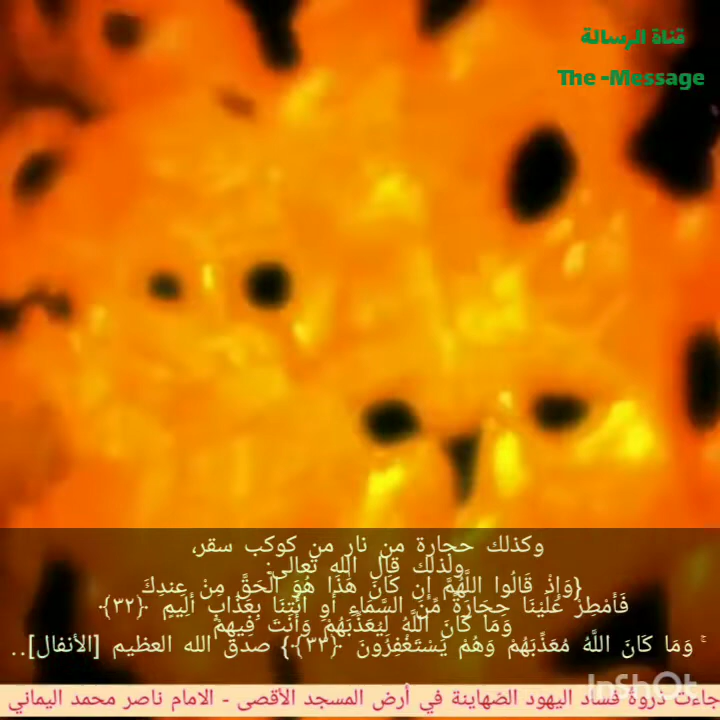 قناة الرسالة
The -Message
وكذلك حجارة من نار من كوكب سقر،
ولذلك قال الله تعالى:
{وَإِذْ قَالُوا اللَّهُمَّ إِن كَانَ هَٰذَا هُوَ الْحَقَّ مِنْ عِندِكَ
فَأَمْطِرْ عَلَيْنَا حِجَارَةً مِّنَ السَّمَاءِ أَوِ ائْتِنَا بِعَذَابٍ أَلِيمٍ ﴿٣٢﴾
وَمَا كَانَ اللَّهُ لِيُعَذِّبَهُمْ وَأَنتَ فِيهِمْ
ۚ وَمَا كَانَ اللَّهُ مُعَذِّبَهُمْ وَهُمْ يَسْتَغْفِرُونَ ﴿٣٣﴾} صدق الله العظيم [الأنفال]..
جاءت ذروة فساد اليهود الصهاينة في أرض المسجد الأقصى - الامام ناصر محمد اليماني
InShOt